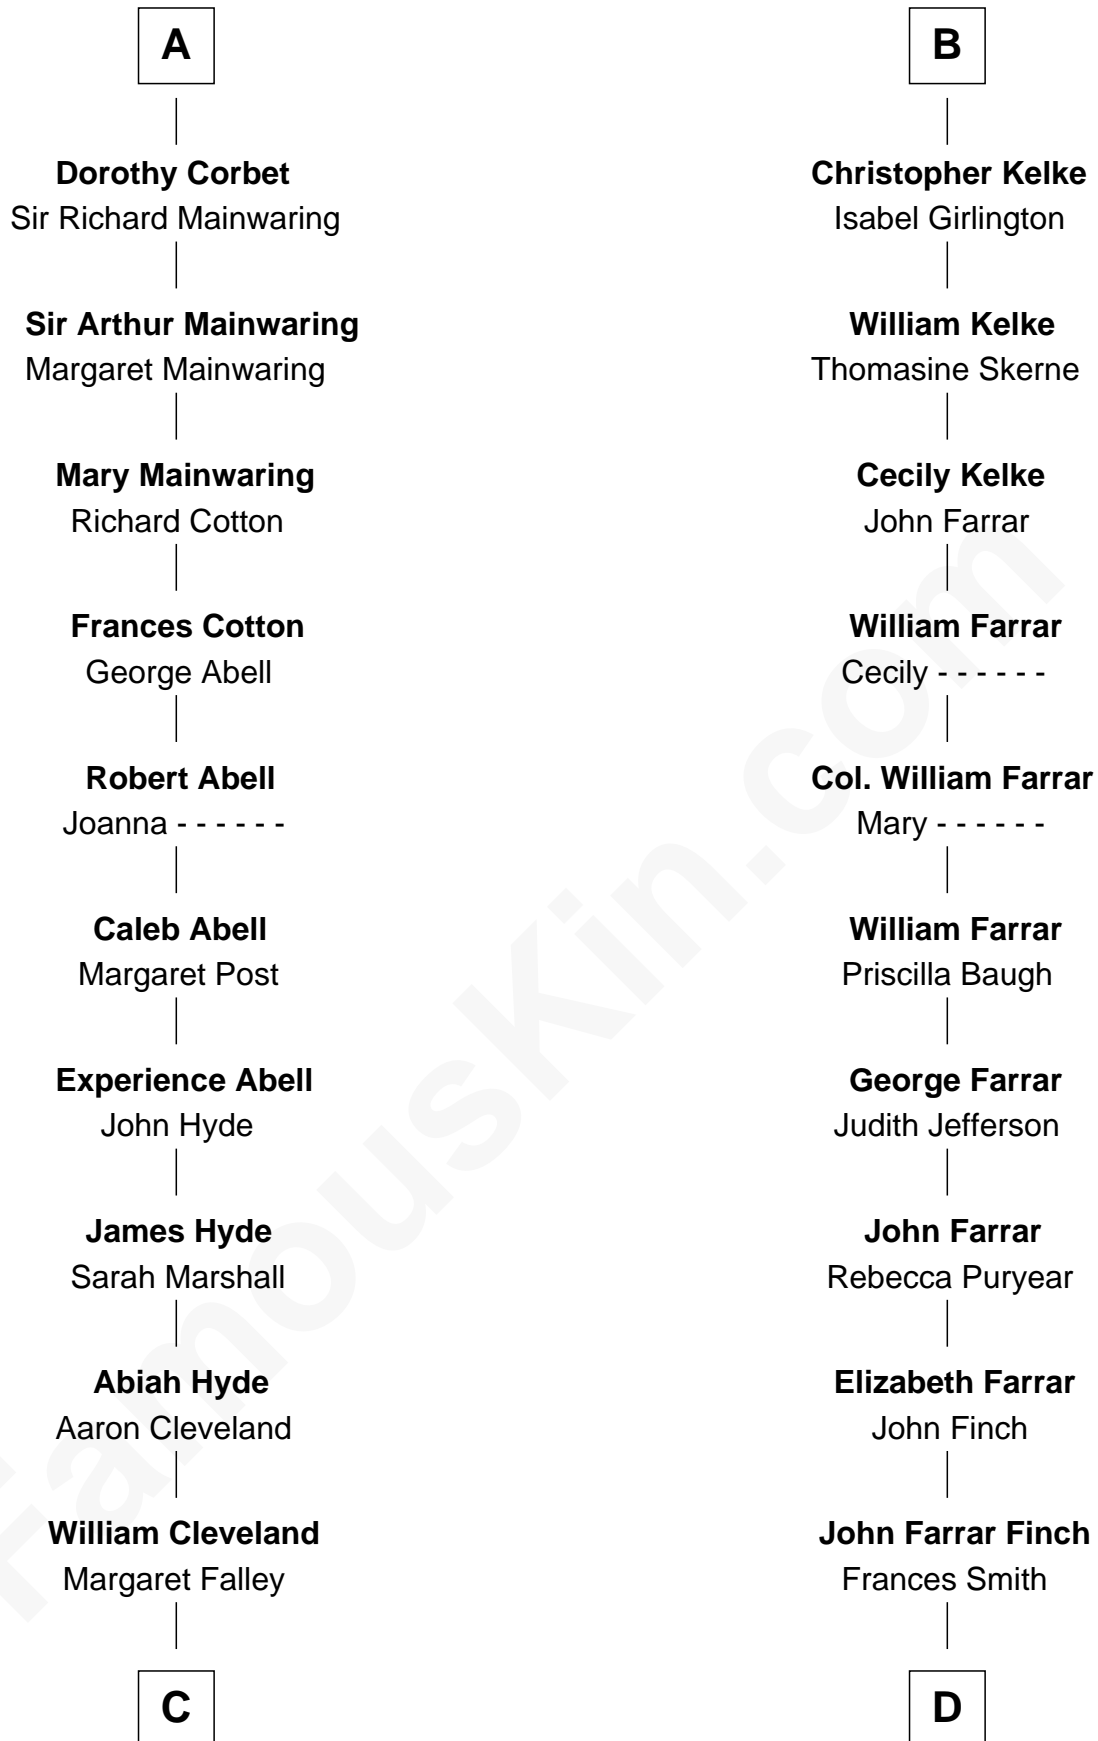 A
Dorothy Corbet
Sir Richard Mainwaring
Sir Arthur Mainwaring
Margaret Mainwaring
Mary Mainwaring
Richard Cotton
Frances Cotton
George Abell
Robert Abell
Joanna - - - - - -
Caleb Abell
Margaret Post
Experience Abell
John Hyde
James Hyde
Sarah Marshall
Abiah Hyde
Aaron Cleveland
William Cleveland
Margaret Falley
C
B
Christopher Kelke
Isabel Girlington
William Kelke
Thomasine Skerne
Cecily Kelke
John Farrar
William Farrar
Cecily - - - - - -
Col. William Farrar
Mary - - - - - -
William Farrar
Priscilla Baugh
George Farrar
Judith Jefferson
John Farrar
Rebecca Puryear
Elizabeth Farrar
John Finch
John Farrar Finch
Frances Smith
D
FamousKin.com